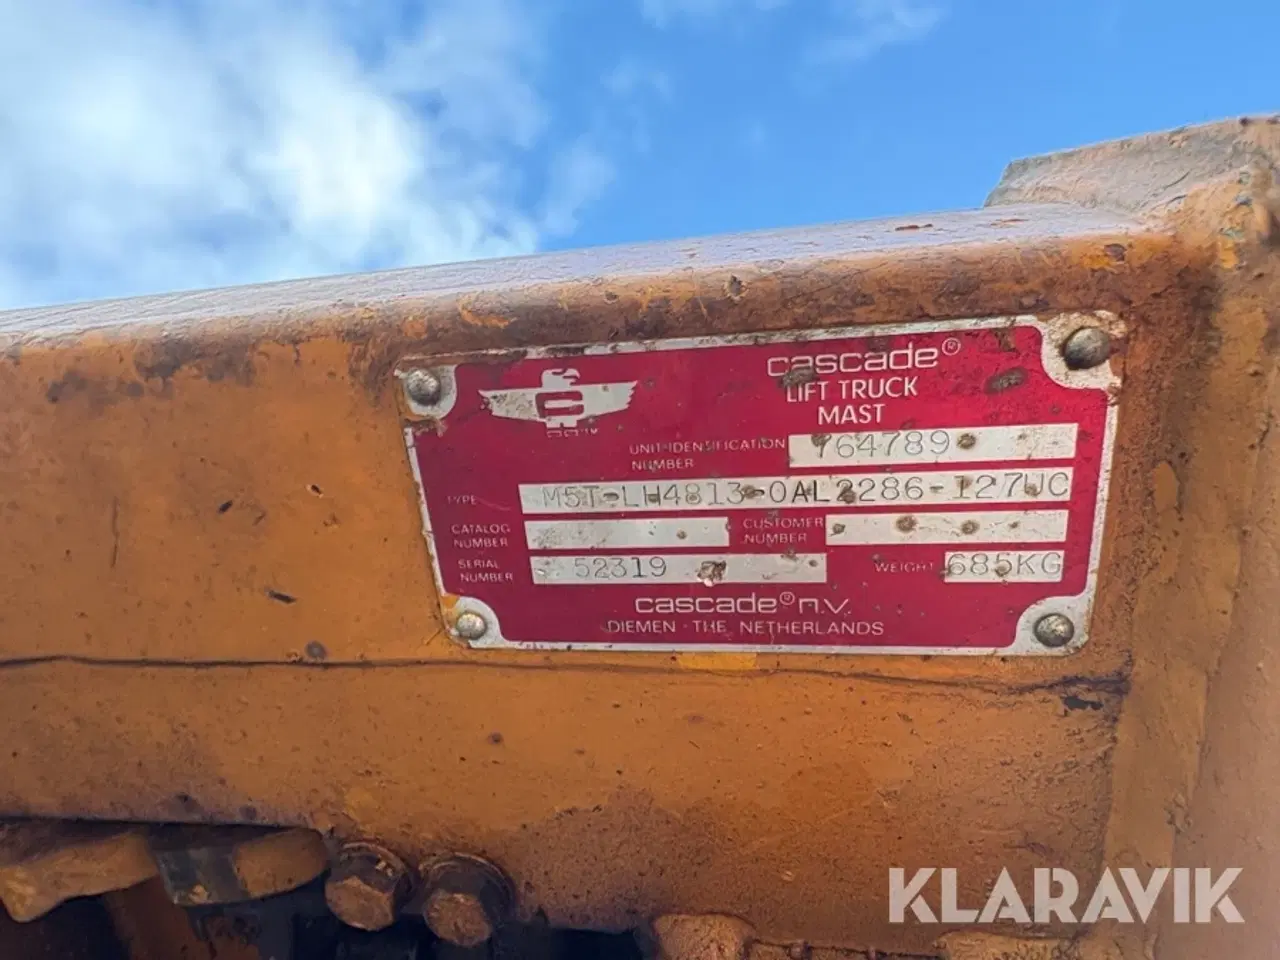 cascade®
LIFT TRUCK
MAST
UNIT IDENTIFICATION NUMBER 764789
TYPE M5T-LH4813-0AL2286-127WC
CATALOG NUMBER
CUSTOMER NUMBER
SERIAL NUMBER 52319
WEIGHT 685KG
cascade® n.v.
DIEMEN - THE NETHERLANDS
KLARAVIK